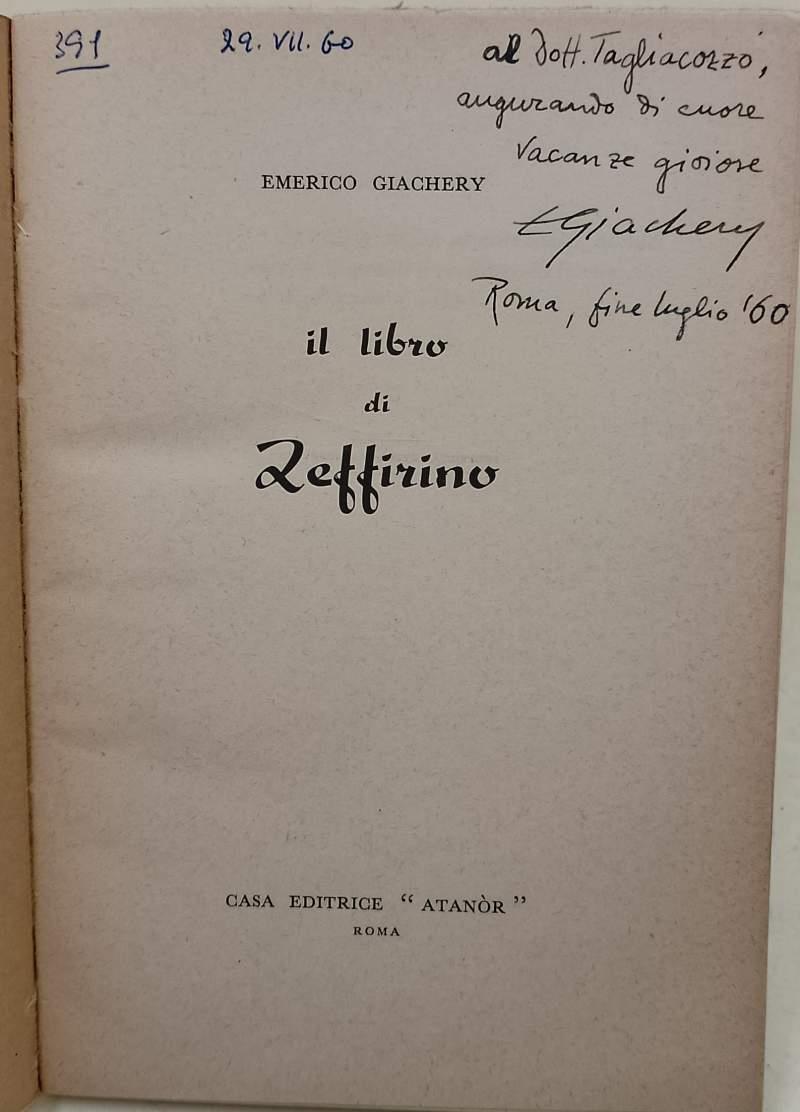 391
29. VII. 60
al Dott. Tagliacozzo,
augurando di cuore
vacanze gioiose
EGiachery
Roma, fine luglio '60
EMERICO GIACHERY
il libro
di
Zeffirino
CASA EDITRICE “ ATANÒR ”
ROMA